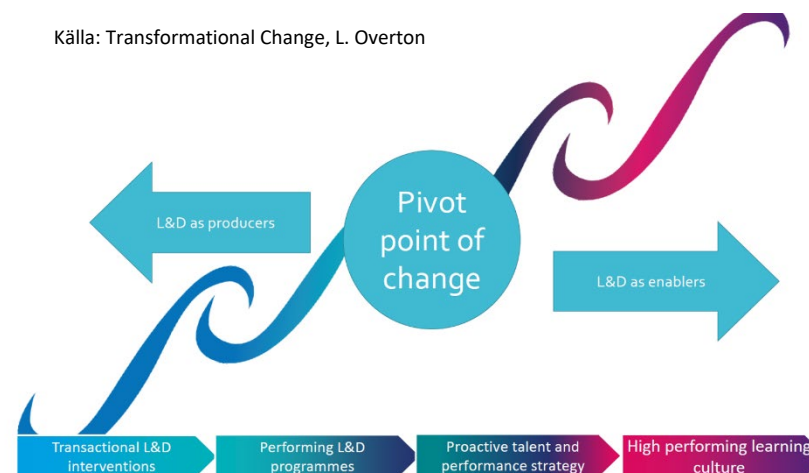 Källa: Transformational Change, L. Overton
Pivot
point of
change
L&D as producers
L&D as enablers
Transactional L&D
interventions
Performing L&D
programmes
Proactive talent and
performance strategy
High performing learning
culture